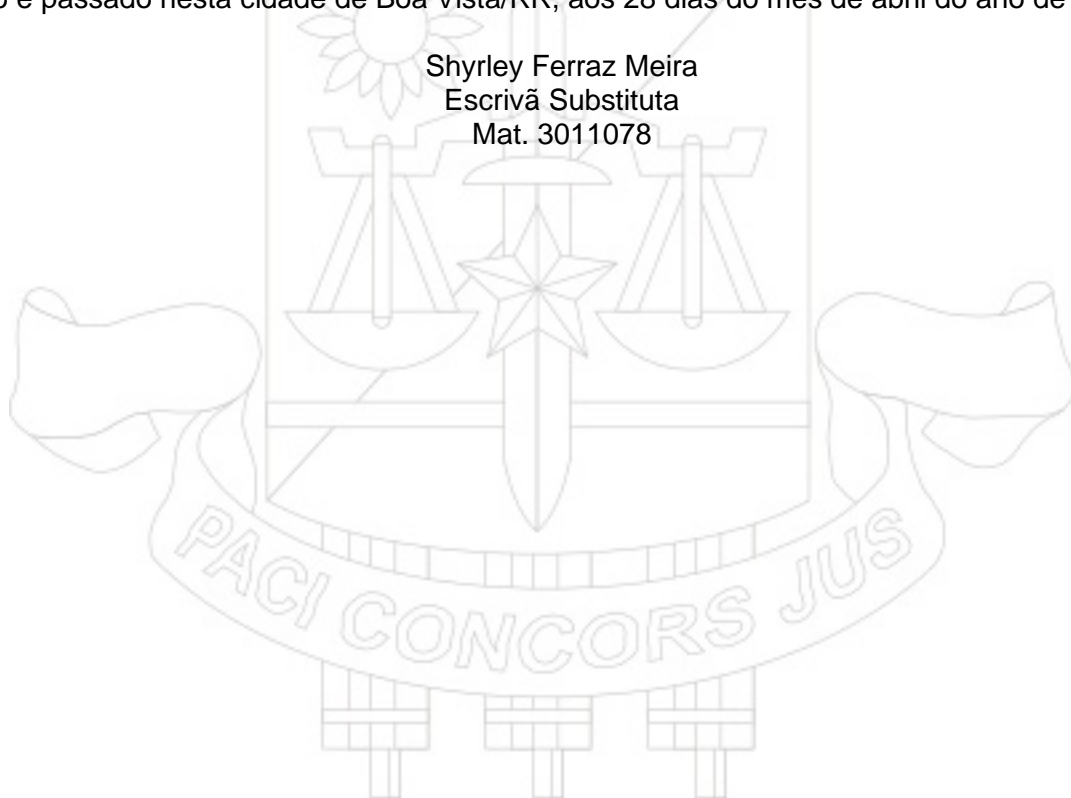 o e passado nesta cidade de Boa Vista/RR, aos 28 dias do mês de abril do ano de
Shyrley Ferraz Meira
Escrivã Substituta
Mat. 3011078
PACI CONCORS JUS